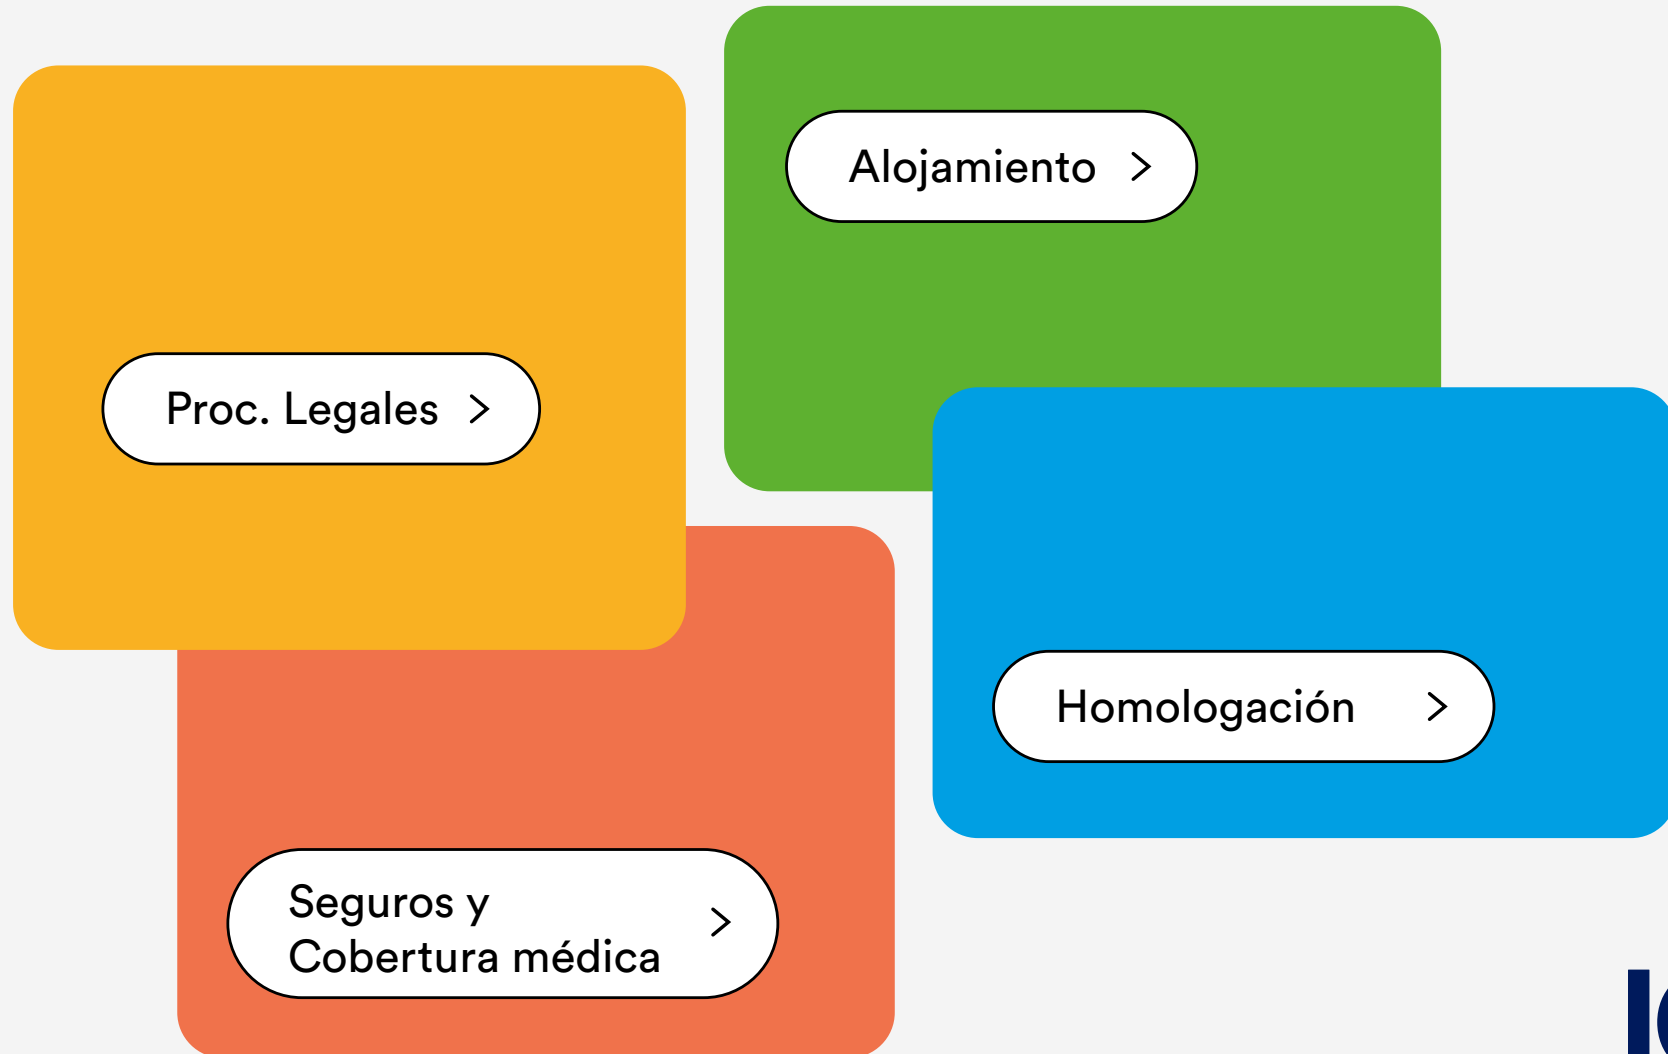 Alojamiento
Proc. Legales
Homologación
Seguros y
Cobertura médica